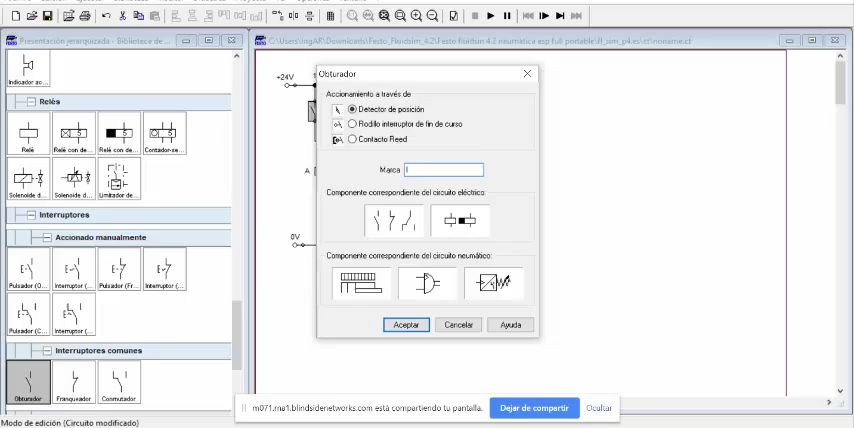 Presentación jerarquizada - Biblioteca de ...
C:\Users\ingAR\Downloads\Festo_Fluidsim_4.2\Festo fluidsim 4.2 neumatica esp full portable\fl_sim_p4.es\ct\noname.ct
Indicador ac...
Relés
Relé
Relé con de...
Relé con de...
Contador-se...
Solenoide d...
Solenoide d...
Limitador de...
Interruptores
Accionado manualmente
Pulsador (O...
Interruptor (...
Pulsador (Fr...
Interruptor (...
Pulsador (C...
Interruptor (...
Interruptores comunes
Obturador
Franqueador
Conmutador
+24V
A
0V
Obturador
Accionamiento a través de
Detector de posición
Rodillo interruptor de fin de curso
Contacto Reed
Marca
Componente correspondiente del circuito eléctrico:
Componente correspondiente del circuito neumático:
Aceptar
Cancelar
Ayuda
m071.rna1.blindsidenetworks.com está compartiendo tu pantalla.
Dejar de compartir
Ocultar
Modo de edición (Circuito modificado)